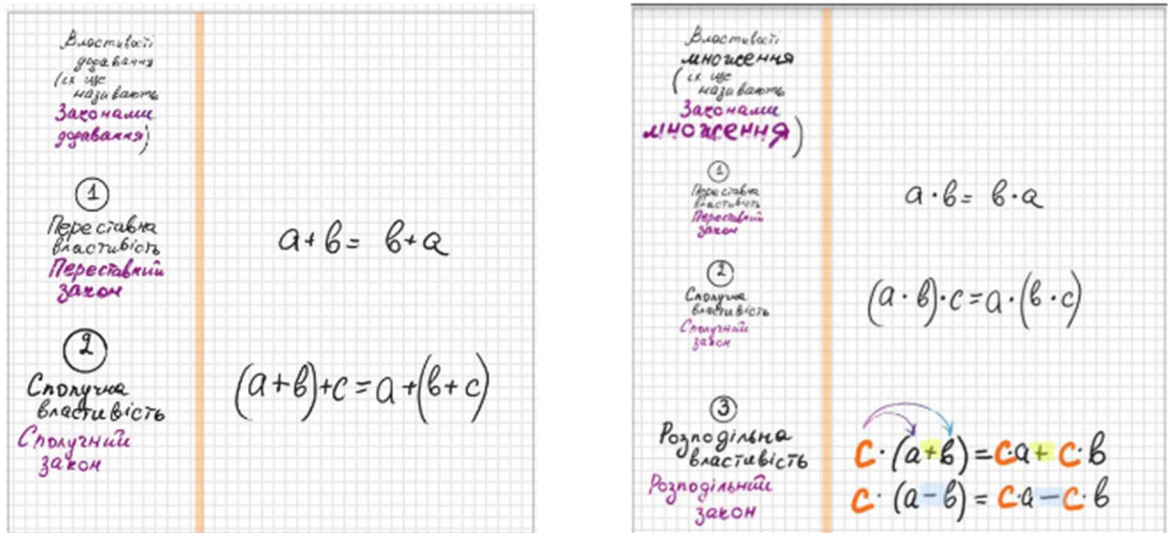 Властивості
додавання
(їх ще
називають
Законами
додавання)
1
Переставна
властивість
Переставний
закон
a+b= b+a
2
Сполучна
властивість
Сполучний
закон
(a+b)+c=a+(b+c)
Властивості
множення
(їх ще
називають
Законами
множення)
1
Переставна
властивість
Переставний
закон
a·b= b·a
2
Сполучна
властивість
Сполучний
закон
(a·b)·c=a·(b·c)
3
Розподільна
властивість
Розподільний
закон
c·(a+b)=c·a+c·b
c·(a-b)=c·a-c·b